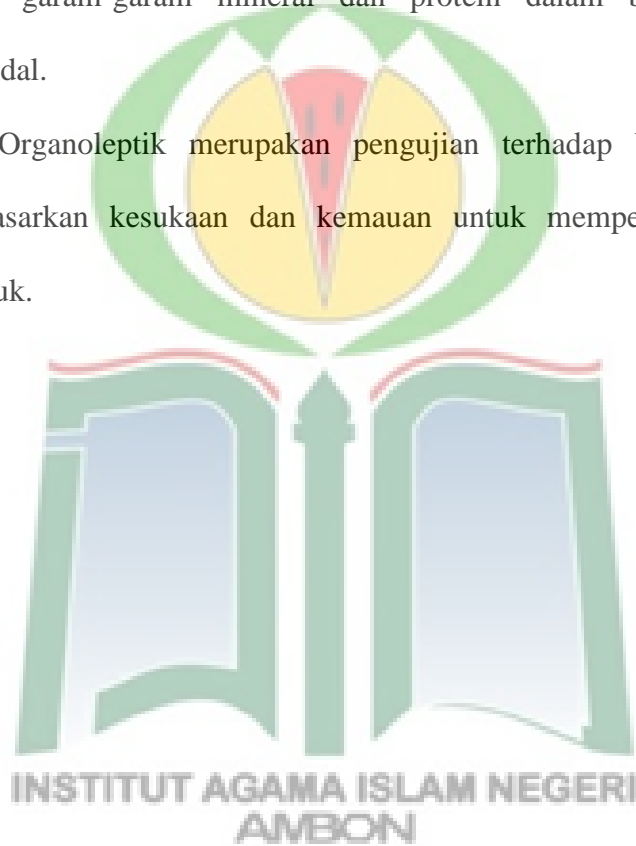 garam-garam mineral dan protein dalam
dal.
Organoleptik merupakan pengujian terhadap
asarkan kesukaan dan kemauan untuk mempe
uk.
INSTITUT AGAMA ISLAM NEGERI
AMBON